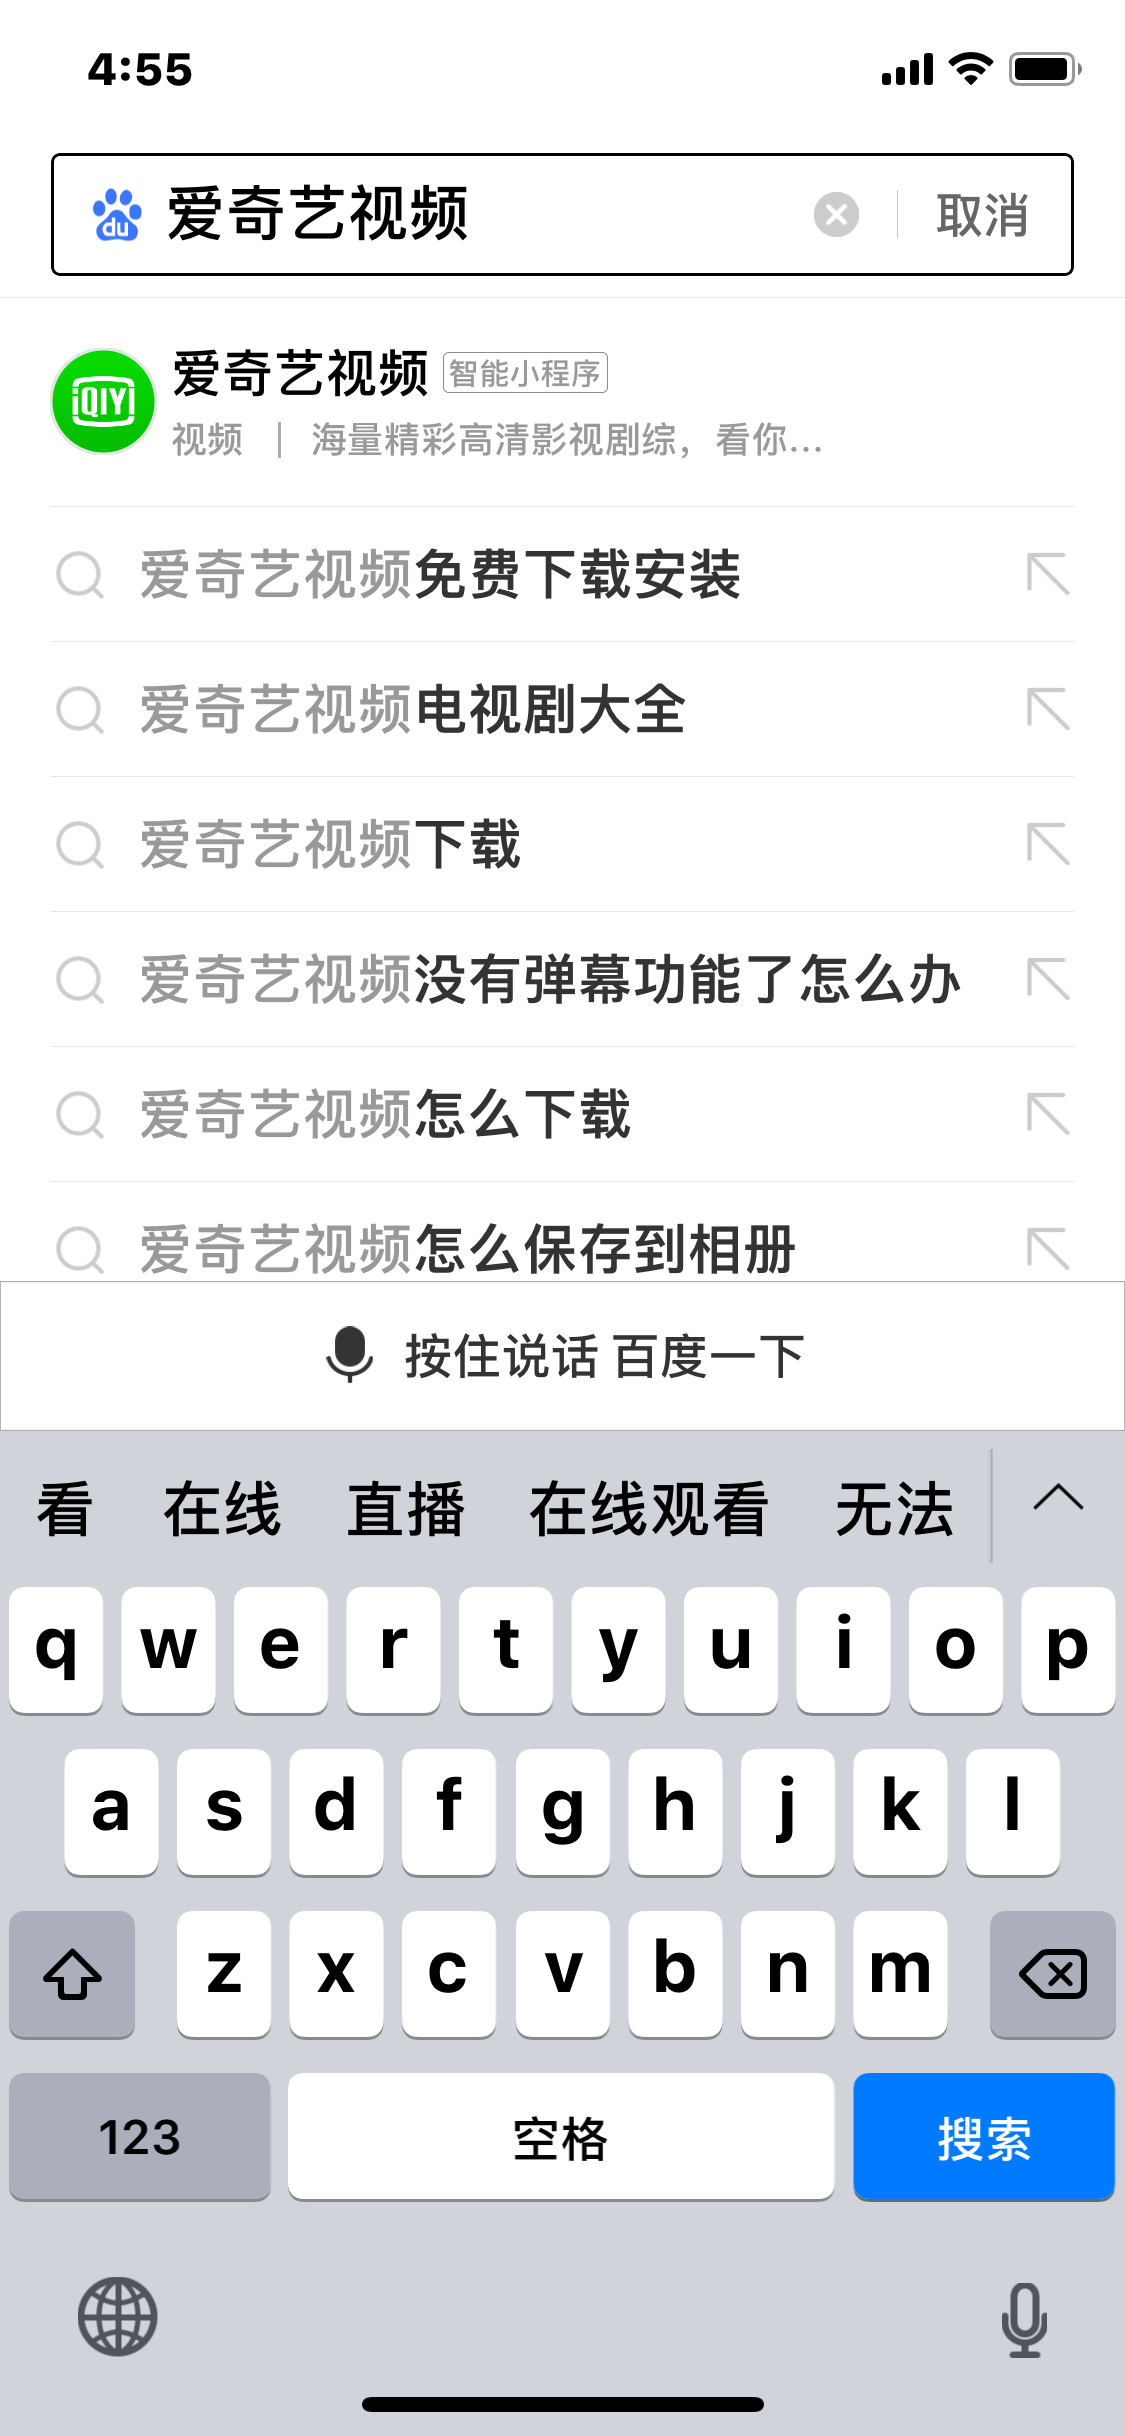 4:55
du 爱奇艺视频 取消
iQIYI 爱奇艺视频 智能小程序
视频 | 海量精彩高清影视剧综，看你...
爱奇艺视频免费下载安装
爱奇艺视频电视剧大全
爱奇艺视频下载
爱奇艺视频没有弹幕功能了怎么办
爱奇艺视频怎么下载
爱奇艺视频怎么保存到相册
按住说话 百度一下
看 在线 直播 在线观看 无法
q w e r t y u i o p
a s d f g h j k l
z x c v b n m
123 空格 搜索